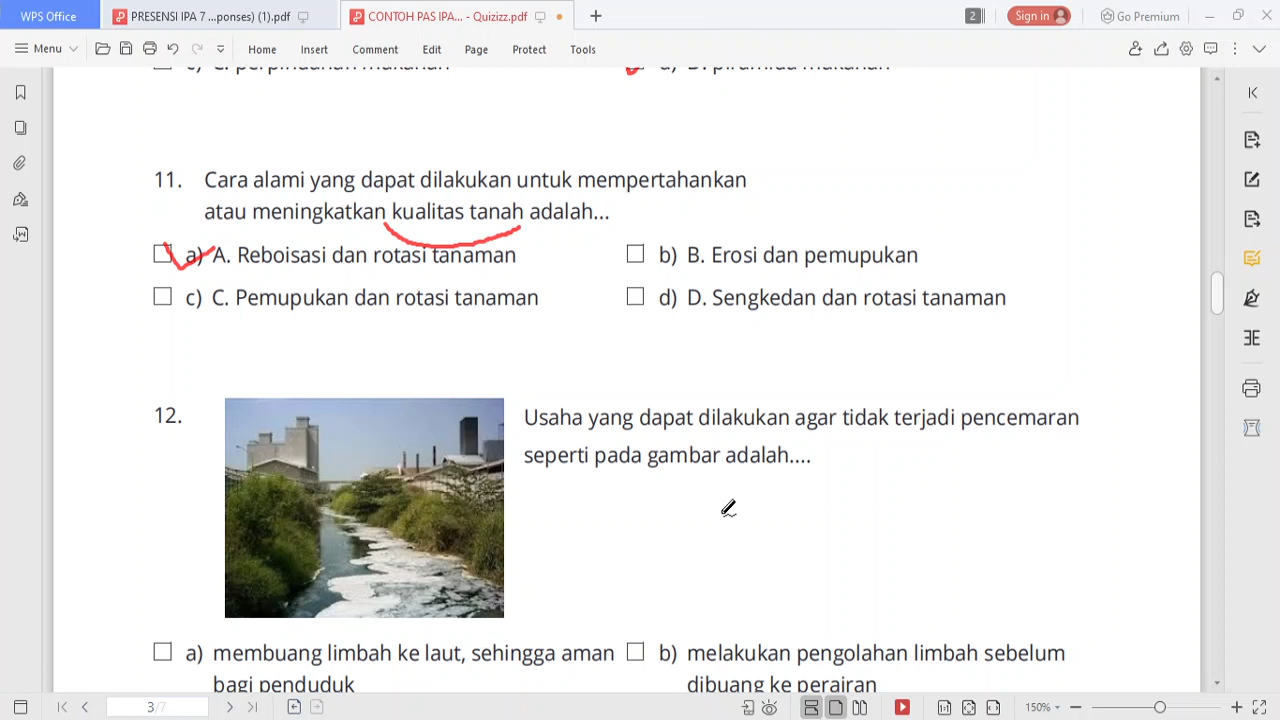 WPS Office
PRESENSI IPA 7 ...ponses) (1).pdf
CONTOH PAS IPA... - Quizizz.pdf
2
Sign in
Go Premium
Menu
Home
Insert
Comment
Edit
Page
Protect
Tools
11. Cara alami yang dapat dilakukan untuk mempertahankan
atau meningkatkan kualitas tanah adalah...
a) A. Reboisasi dan rotasi tanaman
b) B. Erosi dan pemupukan
c) C. Pemupukan dan rotasi tanaman
d) D. Sengkedan dan rotasi tanaman
12. Usaha yang dapat dilakukan agar tidak terjadi pencemaran
seperti pada gambar adalah....
a) membuang limbah ke laut, sehingga aman
bagi penduduk
b) melakukan pengolahan limbah sebelum
dibuang ke perairan
3/7
150%